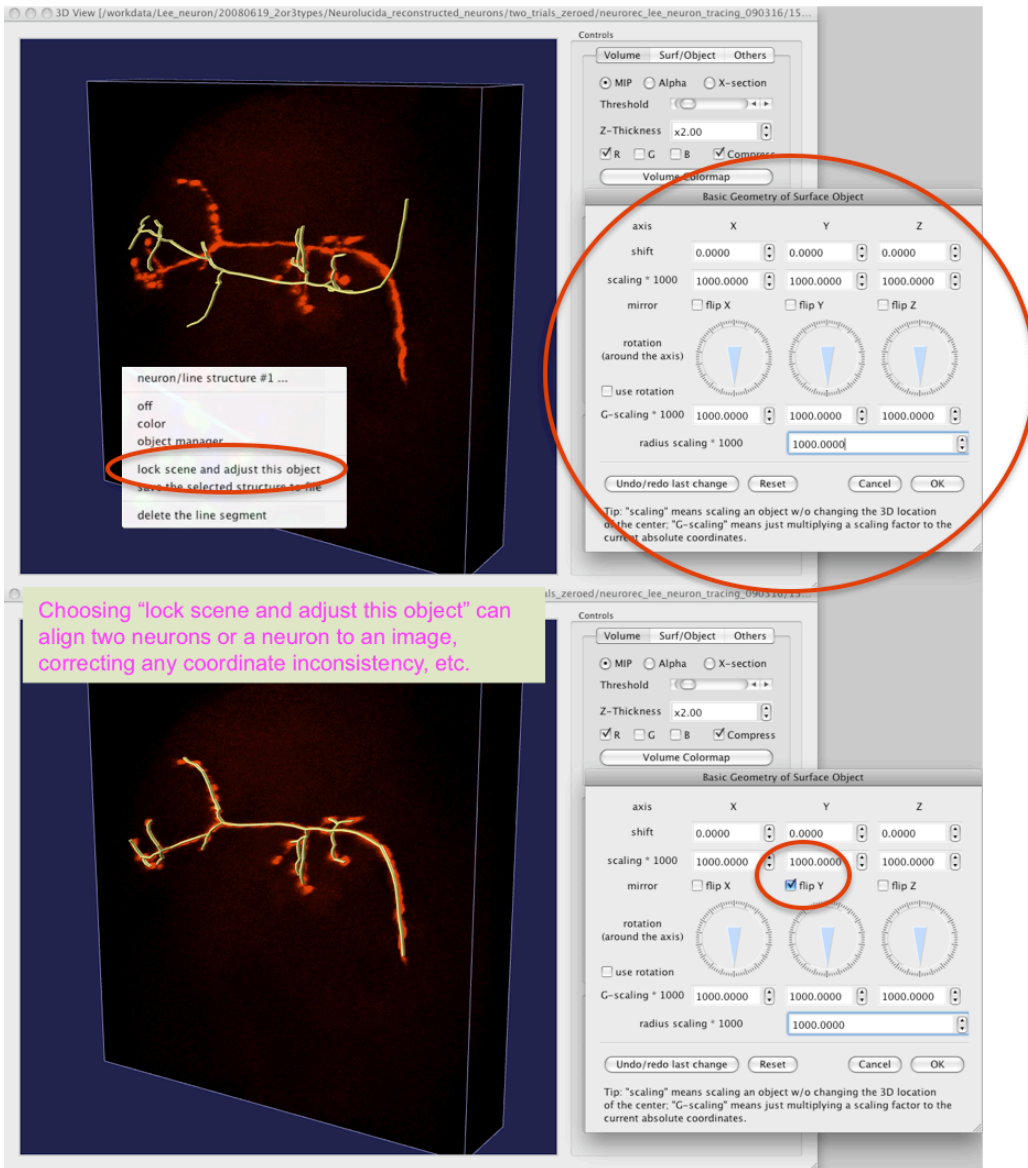 3D View [/workdata/Lee_neuron/20080619_2or3types/Neurolucida_reconstructed_neurons/two_trials_zeroed/neurorec_lee_neuron_tracing_090316/15...
Controls
Volume Surf/Object Others
MIP Alpha X-section
Threshold
Z-Thickness x2.00
R G B Compress
Volume Colormap
Basic Geometry of Surface Object
axis X Y Z
shift 0.0000 0.0000 0.0000
scaling * 1000 1000.0000 1000.0000 1000.0000
mirror flip X flip Y flip Z
rotation
(around the axis)
use rotation
G-scaling * 1000 1000.0000 1000.0000 1000.0000
radius scaling * 1000 1000.0000
Undo/redo last change Reset Cancel OK
Tip: "scaling" means scaling an object w/o changing the 3D location
of the center; "G-scaling" means just multiplying a scaling factor to the
current absolute coordinates.
neuron/line structure #1 ...
off
color
object manager
lock scene and adjust this object
save the selected structure to file
delete the line segment
als_zeroed/neurorec_lee_neuron_tracing_090316/15...
Choosing “lock scene and adjust this object” can
align two neurons or a neuron to an image,
correcting any coordinate inconsistency, etc.
Controls
Volume Surf/Object Others
MIP Alpha X-section
Threshold
Z-Thickness x2.00
R G B Compress
Volume Colormap
Basic Geometry of Surface Object
axis X Y Z
shift 0.0000 0.0000 0.0000
scaling * 1000 1000.0000 1000.0000 1000.0000
mirror flip X flip Y flip Z
rotation
(around the axis)
use rotation
G-scaling * 1000 1000.0000 1000.0000 1000.0000
radius scaling * 1000 1000.0000
Undo/redo last change Reset Cancel OK
Tip: "scaling" means scaling an object w/o changing the 3D location
of the center; "G-scaling" means just multiplying a scaling factor to the
current absolute coordinates.